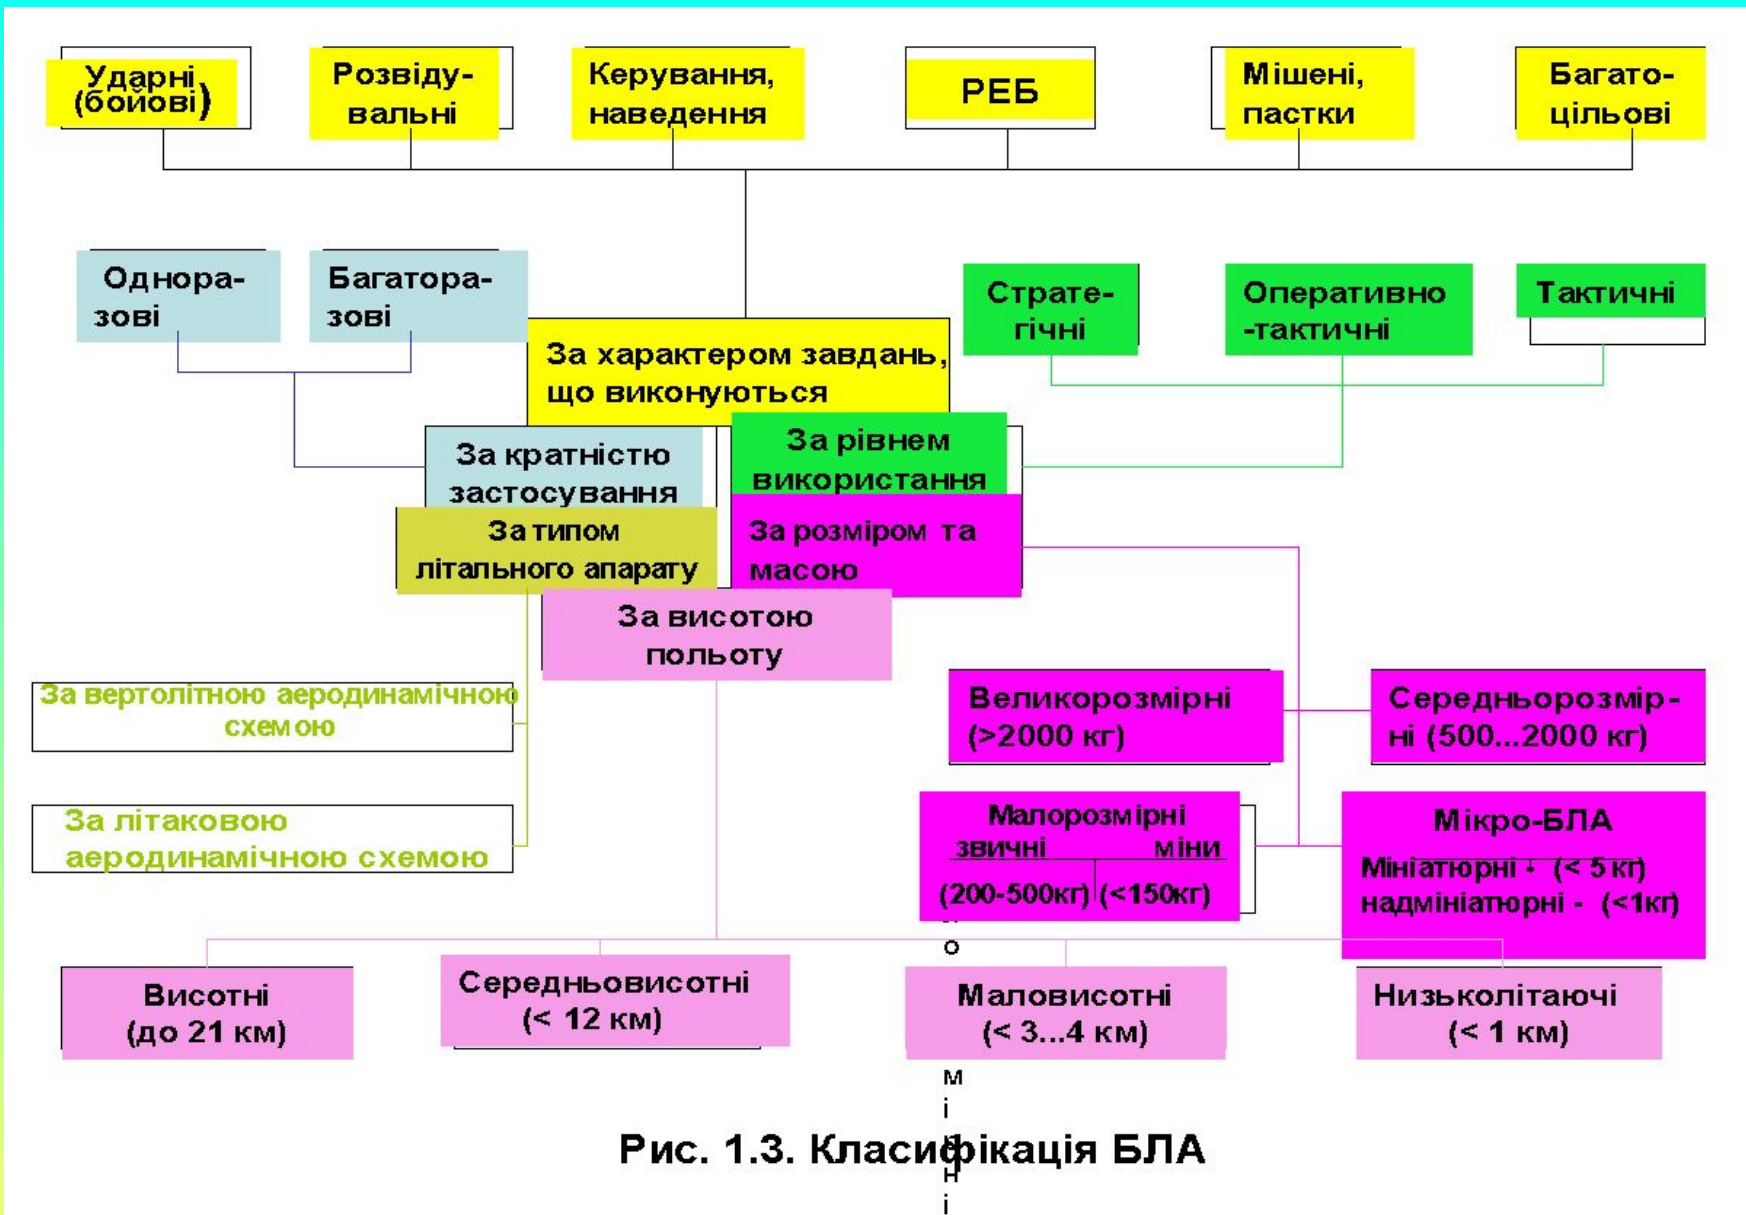 Ударні
(бойові)
Розвіду-
вальні
Керування,
наведення
РЕБ
Мішені,
пастки
Багато-
цільові
Однора-
зові
Багатора-
зові
Страте-
гічні
Оперативно
-тактичні
Тактичні
За характером завдань,
що виконуються
За кратністю
застосування
За рівнем
використання
За типом
літального апарату
За розміром та
масою
За висотою
польоту
За вертолітною аеродинамічною
схемою
За літаковою
аеродинамічною схемою
Великорозмірні
(>2000 кг)
Середньорозмір-
ні (500...2000 кг)
Малорозмірні
звичні міни
(200-500кг) (<150кг)
Мікро-БЛА
Мініатюрні - (< 5 кг)
надмініатюрні - (<1кг)
о
Висотні
(до 21 км)
Середньовисотні
(< 12 км)
Маловисотні
(< 3...4 км)
Низьколітаючі
(< 1 км)
м
і
Рис. 1.3. Класифікація БЛА
н
і